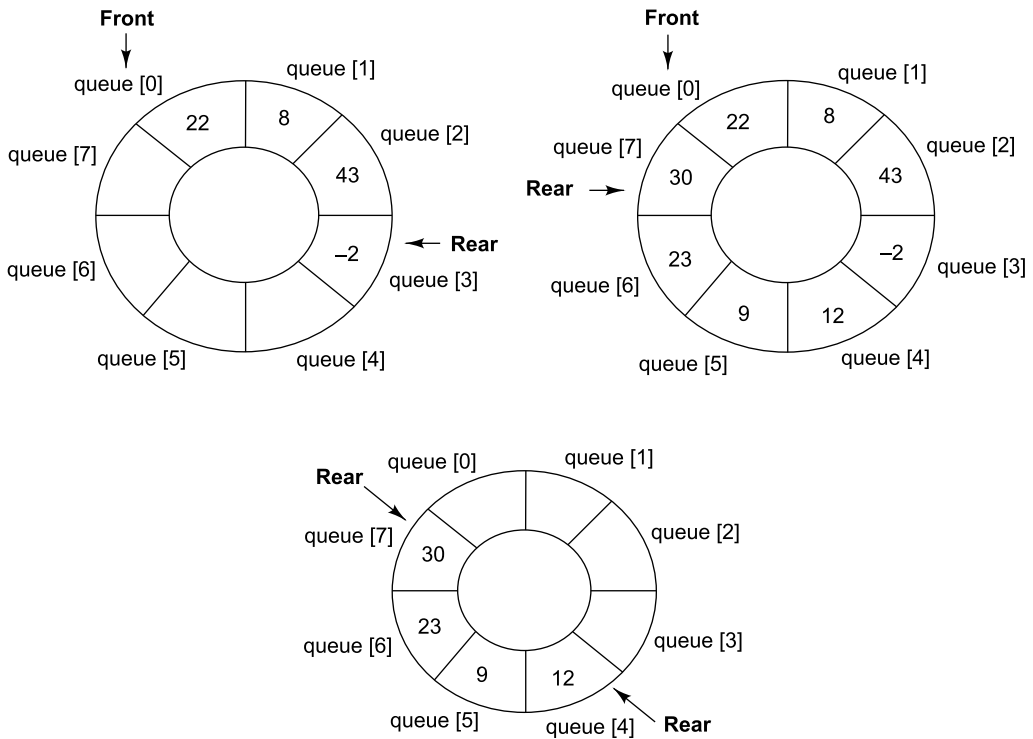 Front
queue [0]
queue [1]
queue [7]
22
8
queue [2]
43
Rear
–2
queue [6]
queue [3]
queue [5]
queue [4]
Front
queue [0]
queue [1]
queue [7]
22
8
queue [2]
Rear
30
43
23
–2
queue [6]
queue [3]
9
12
queue [5]
queue [4]
queue [0]
queue [1]
Rear
queue [7]
queue [2]
30
23
queue [6]
queue [3]
9
12
queue [5]
queue [4]
Rear